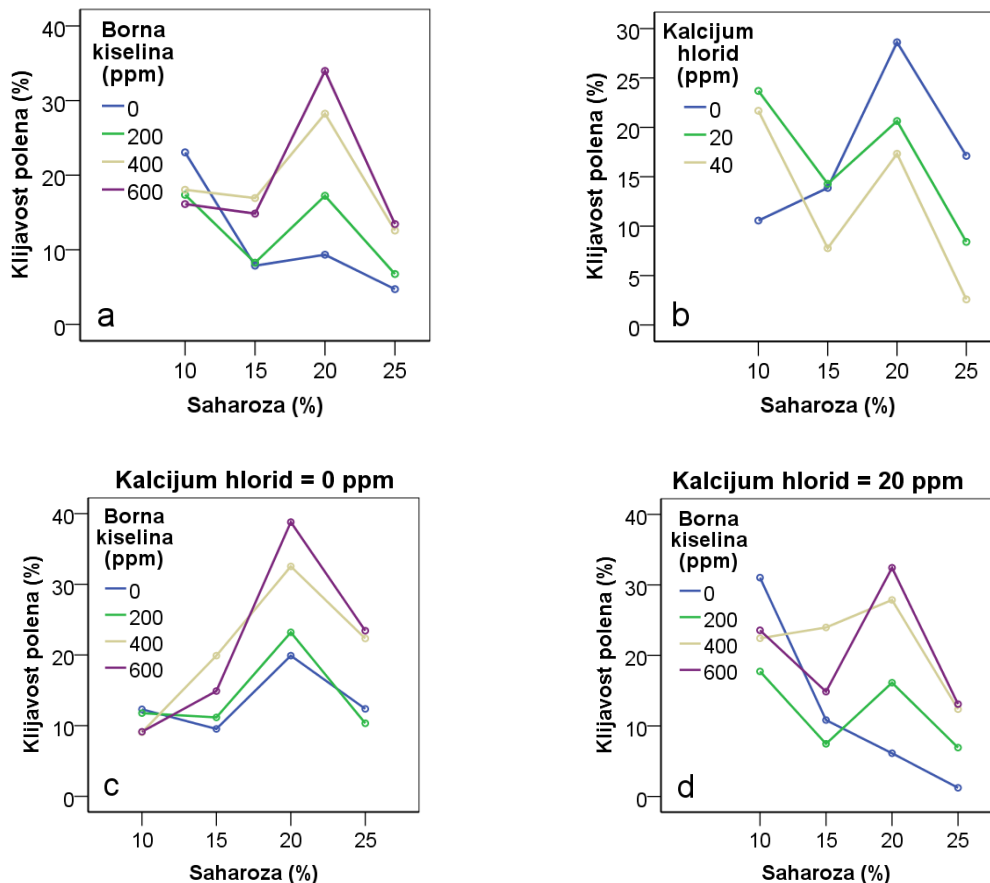 Borna
kiselina
(ppm)
0
200
400
600
40
30
20
10
0
Klijavost polena (%)
a
10 15 20 25
Saharoza (%)
Kalcijum
hlorid
(ppm)
0
20
40
30
25
20
15
10
5
0
Klijavost polena (%)
b
10 15 20 25
Saharoza (%)
Kalcijum hlorid = 0 ppm
Borna
kiselina
(ppm)
0
200
400
600
40
30
20
10
0
Klijavost polena (%)
c
10 15 20 25
Saharoza (%)
Kalcijum hlorid = 20 ppm
Borna
kiselina
(ppm)
0
200
400
600
40
30
20
10
0
Klijavost polena (%)
d
10 15 20 25
Saharoza (%)